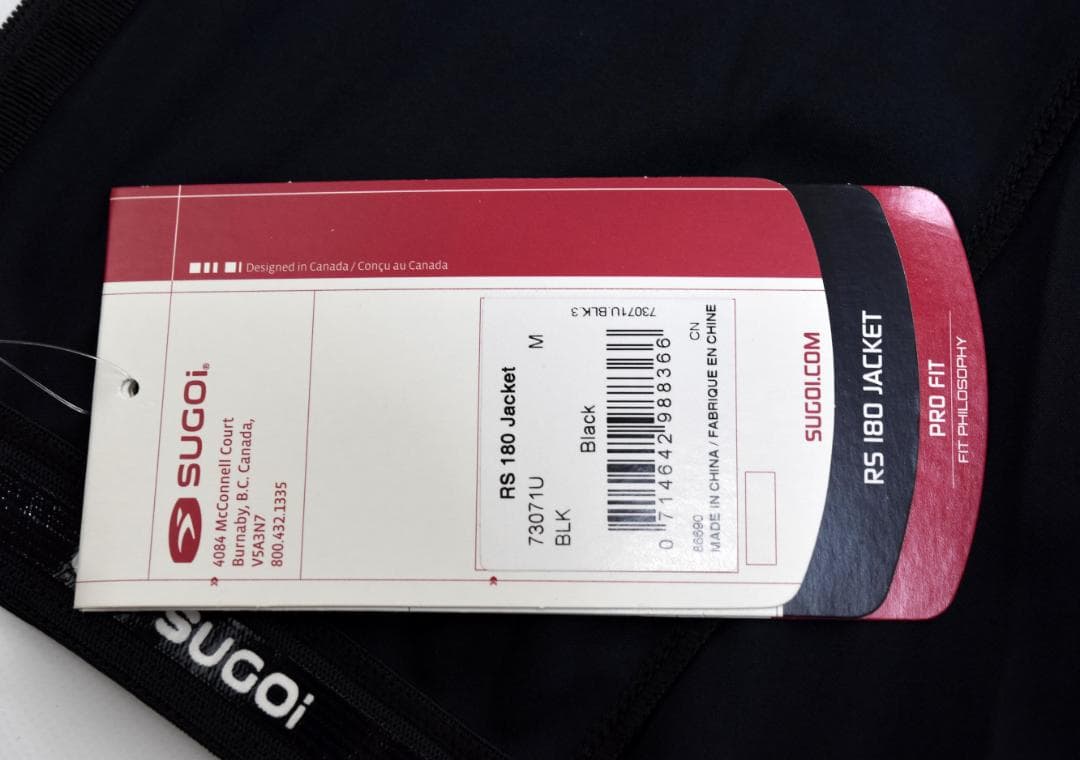 Designed in Canada / Conçu au Canada
SUGOi®
4084 McConnell Court
Burnaby, B.C. Canada,
V5A3N7
800.432.1335
RS 180 Jacket
73071U M
BLK Black
73071U.BLK.3
0 714642 988366
86690 CN
MADE IN CHINA / FABRIQUE EN CHINE
SUGOI.COM
RS 180 JACKET
PRO FIT
FIT PHILOSOPHY
SUGOi